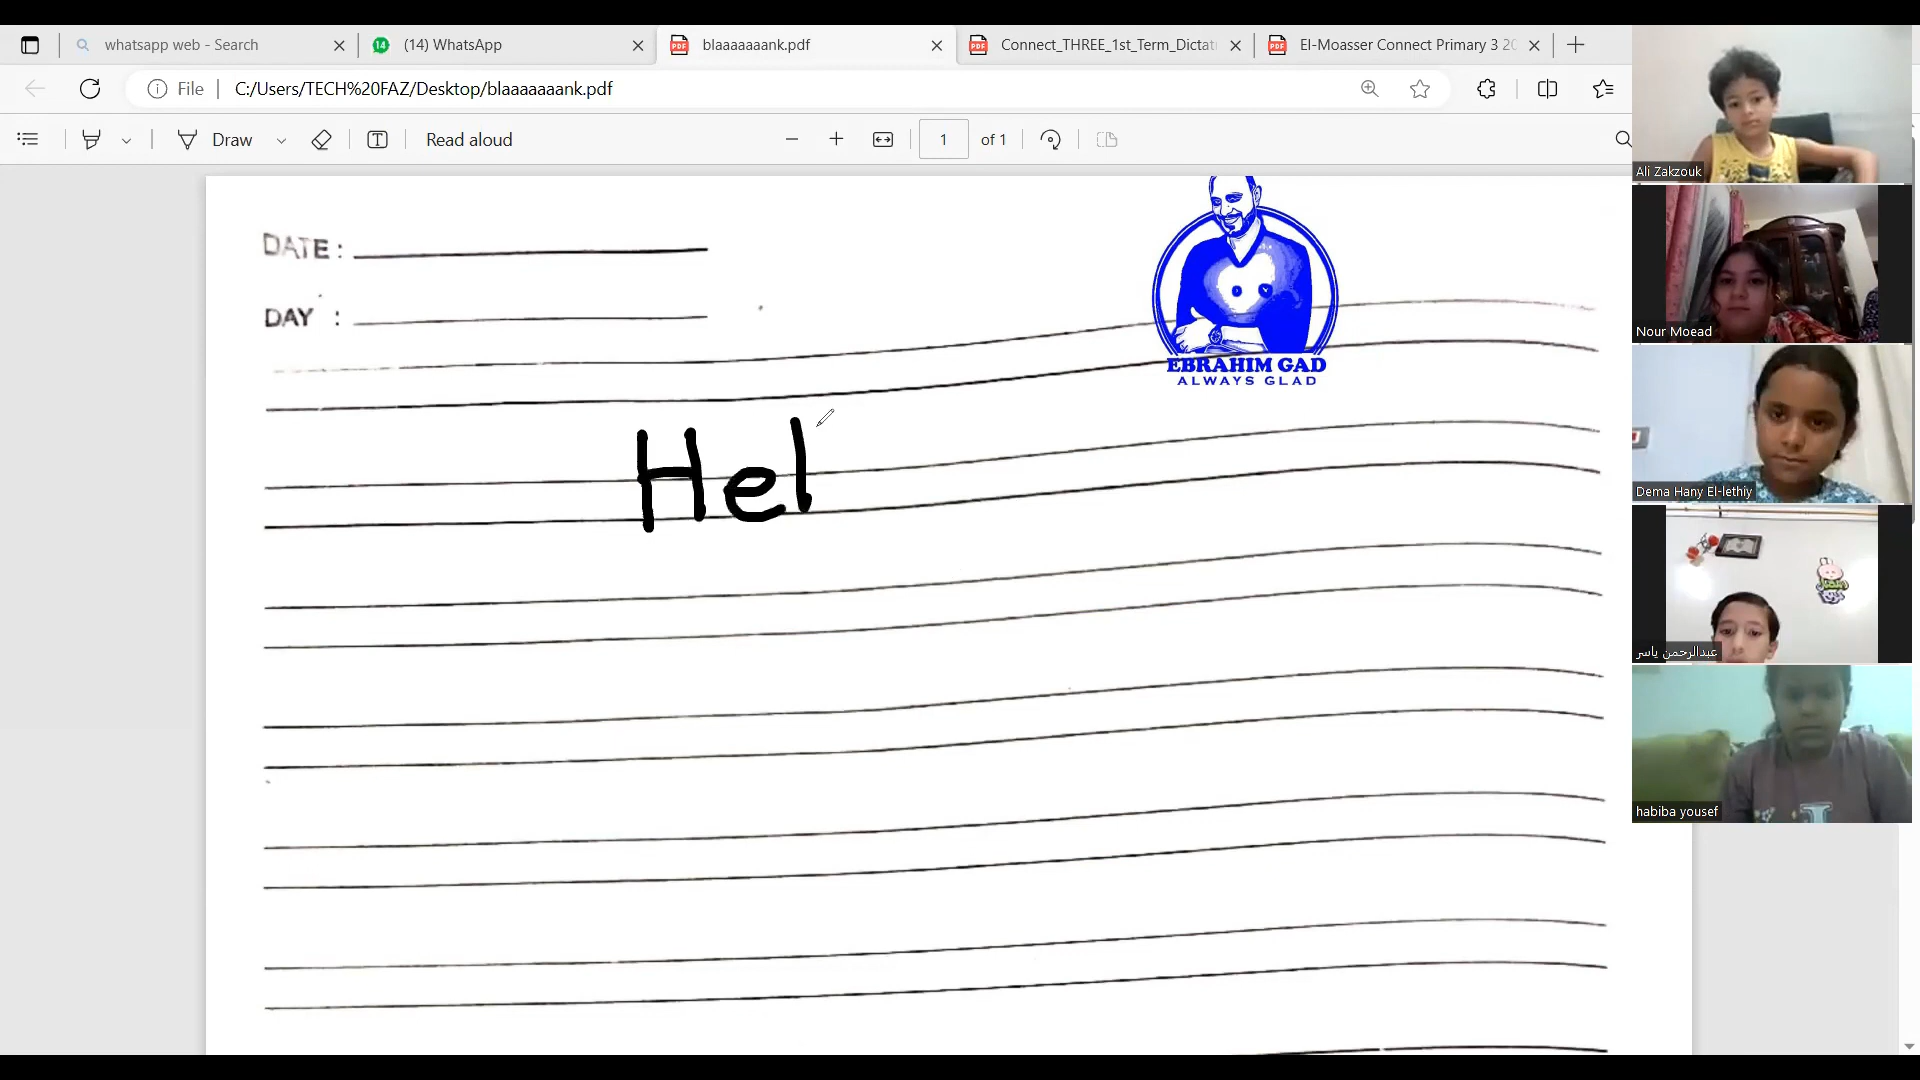 whatsapp web - Search
(14) WhatsApp
blaaaaaaank.pdf
Connect_THREE_1st_Term_Dictat
El-Moasser Connect Primary 3 20
File
C:/Users/TECH%20FAZ/Desktop/blaaaaaaank.pdf
Draw
Read aloud
1
of 1
DATE :
DAY :
EBRAHIM GAD
ALWAYS GLAD
Hel
Ali Zakzouk
Nour Moead
Dema Hany El-lethiy
عبدالرحمن ياسر
habiba yousef